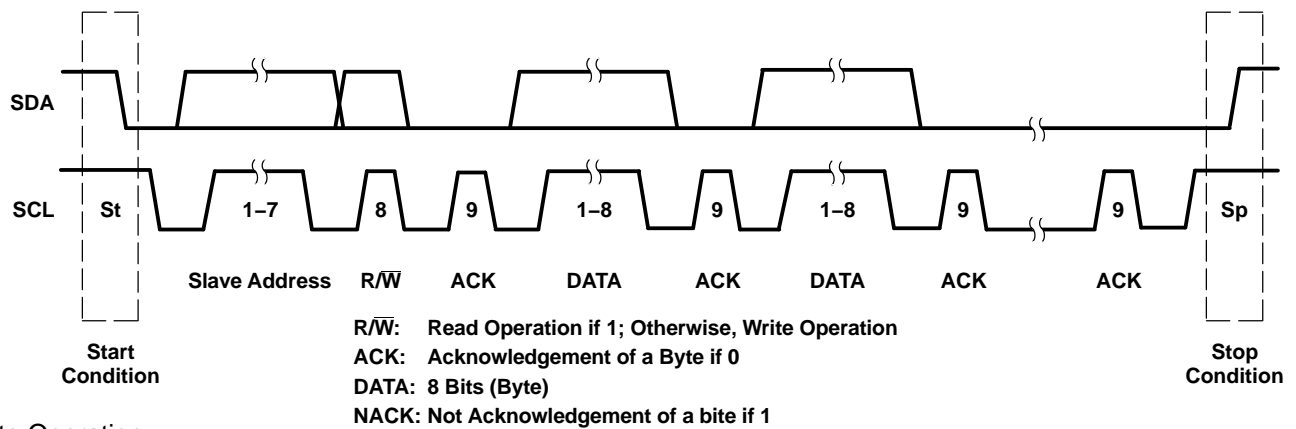 SDA
SCL St 1–7 8 9 1–8 9 1–8 9 9 Sp
Slave Address R/W̅ ACK DATA ACK DATA ACK ACK
R/W̅: Read Operation if 1; Otherwise, Write Operation
ACK: Acknowledgement of a Byte if 0
DATA: 8 Bits (Byte)
NACK: Not Acknowledgement of a bite if 1
Start
Condition
Stop
Condition